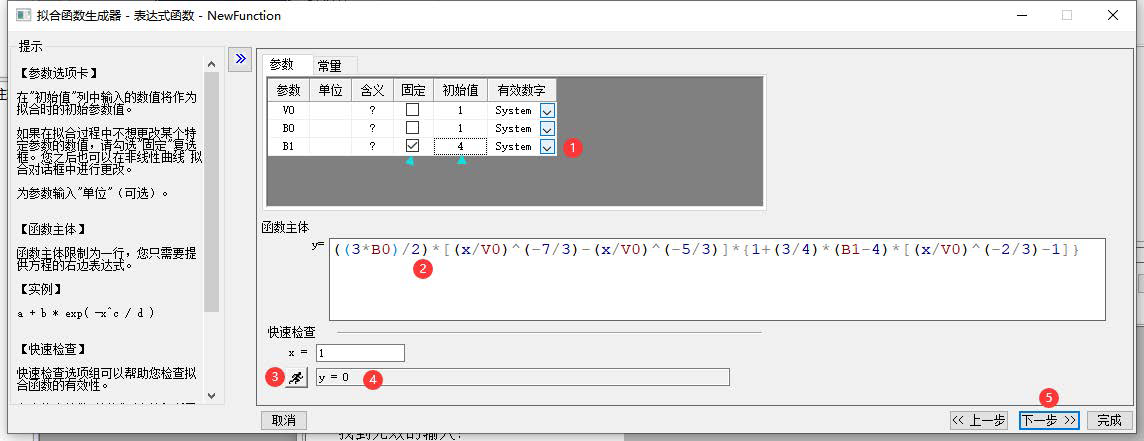 拟合函数生成器 - 表达式函数 - NewFunction
提示
【参数选项卡】
在"初始值"列中输入的数值将作为
拟合时的初始参数值。
如果在拟合过程中不想更改某个特
定参数的数值，请勾选"固定"复选
框。您之后也可以在非线性曲线 拟
合对话框中进行更改。
为参数输入"单位"（可选）。
【函数主体】
函数主体限制为一行，您只需要提
供方程的右边表达式。
【实例】
a + b * exp( -x^c / d )
【快速检查】
快速检查选项组可以帮助您检查拟
合函数的有效性。
参数 常量
参数 单位 含义 固定 初始值 有效数字
V0 ? 1 System
B0 ? 1 System
B1 ? 4 System 1
函数主体
y= ((3*B0)/2)*[(x/V0)^(-7/3)-(x/V0)^(-5/3)]*{1+(3/4)*(B1-4)*[(x/V0)^(-2/3)-1]}
2
快速检查
x = 1
3 y = 0 4
5
取消 << 上一步 下一步 >> 完成
找到无效的输入: